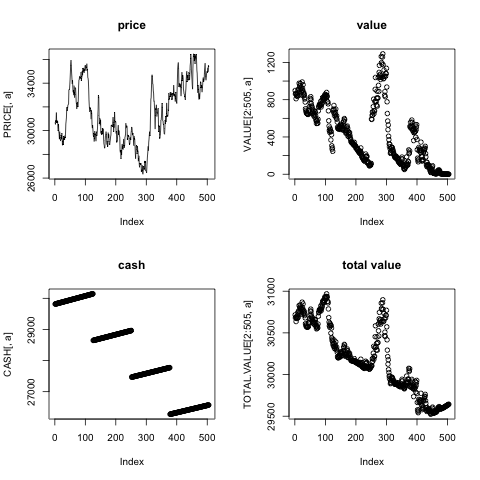 price
PRICE[, a]
26000 30000 34000
0 100 200 300 400 500
Index
value
VALUE[2:505, a]
0 400 800 1200
0 100 200 300 400 500
Index
cash
CASH[, a]
27000 29000
0 100 200 300 400 500
Index
total value
TOTAL.VALUE[2:505, a]
29500 30000 30500 31000
0 100 200 300 400 500
Index